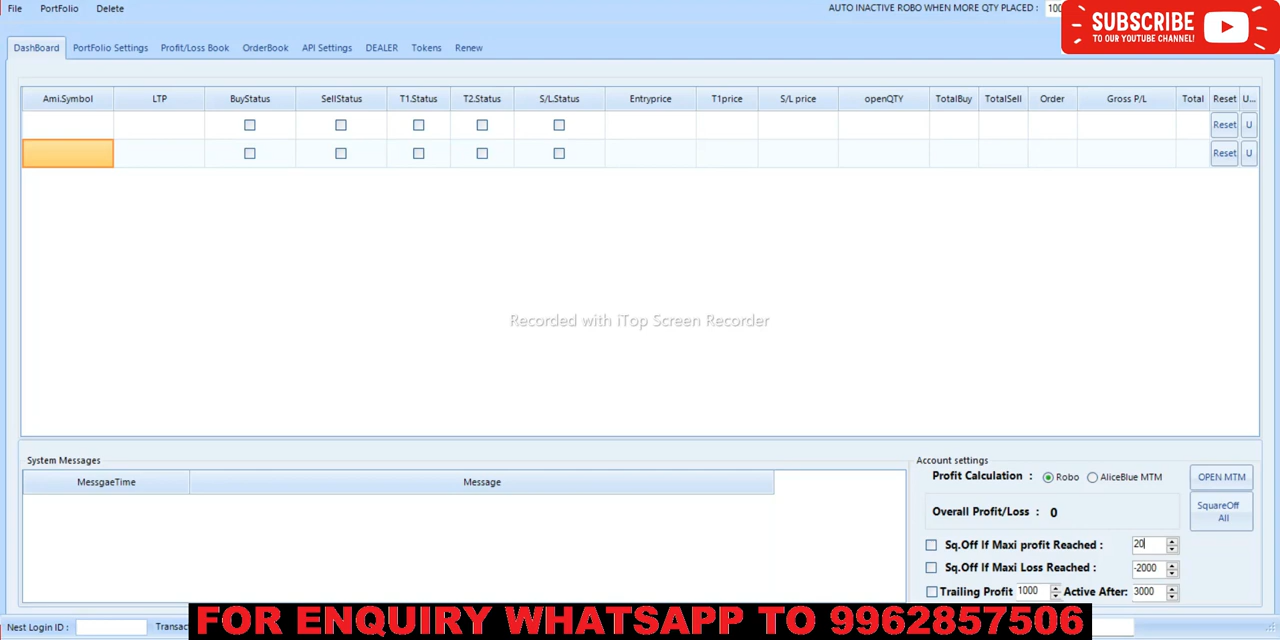 File PortFolio Delete AUTO INACTIVE ROBO WHEN MORE QTY PLACED :
SUBSCRIBE
TO OUR YOUTUBE CHANNEL!
DashBoard PortFolio Settings Profit/Loss Book OrderBook API Settings DEALER Tokens Renew
Ami.Symbol LTP BuyStatus SellStatus T1.Status T2.Status S/L.Status Entryprice T1price S/L price openQTY TotalBuy TotalSell Order Gross P/L Total Reset U...
Reset U
Reset U
Recorded with iTop Screen Recorder
System Messages
MessgaeTime Message
Account settings
Profit Calculation : Robo AliceBlue MTM OPEN MTM
Overall Profit/Loss : 0
SquareOff
All
Sq.Off If Maxi profit Reached : 20
Sq.Off If Maxi Loss Reached : -2000
Trailing Profit 1000 Active After: 3000
Nest Login ID : Transac
FOR ENQUIRY WHATSAPP TO 9962857506